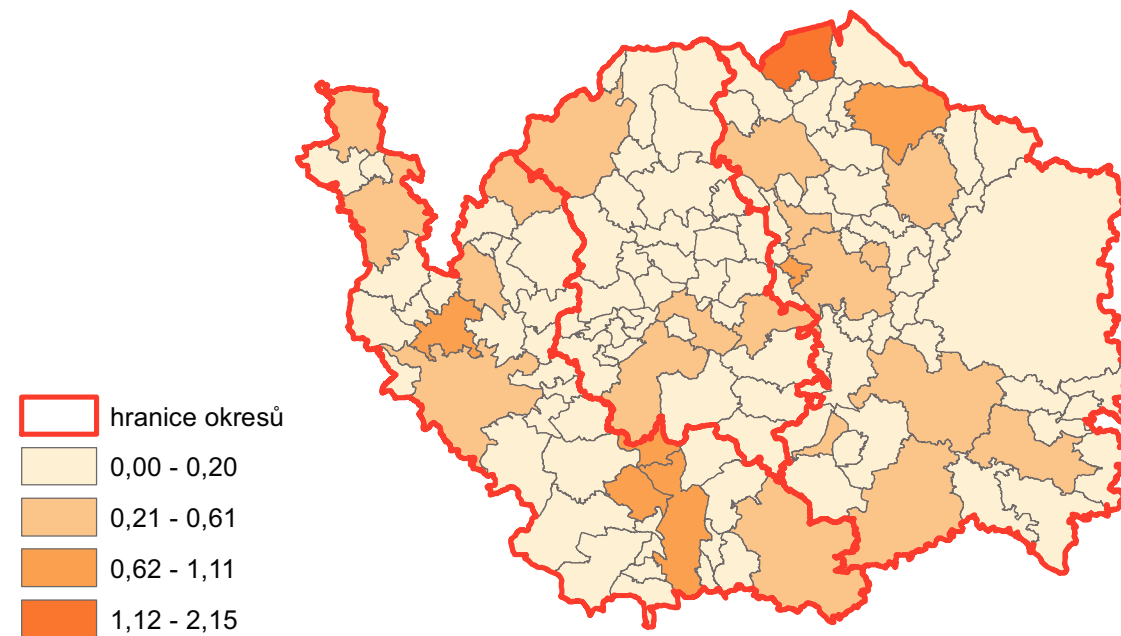 hranice okresů
0,00 - 0,20
0,21 - 0,61
0,62 - 1,11
1,12 - 2,15